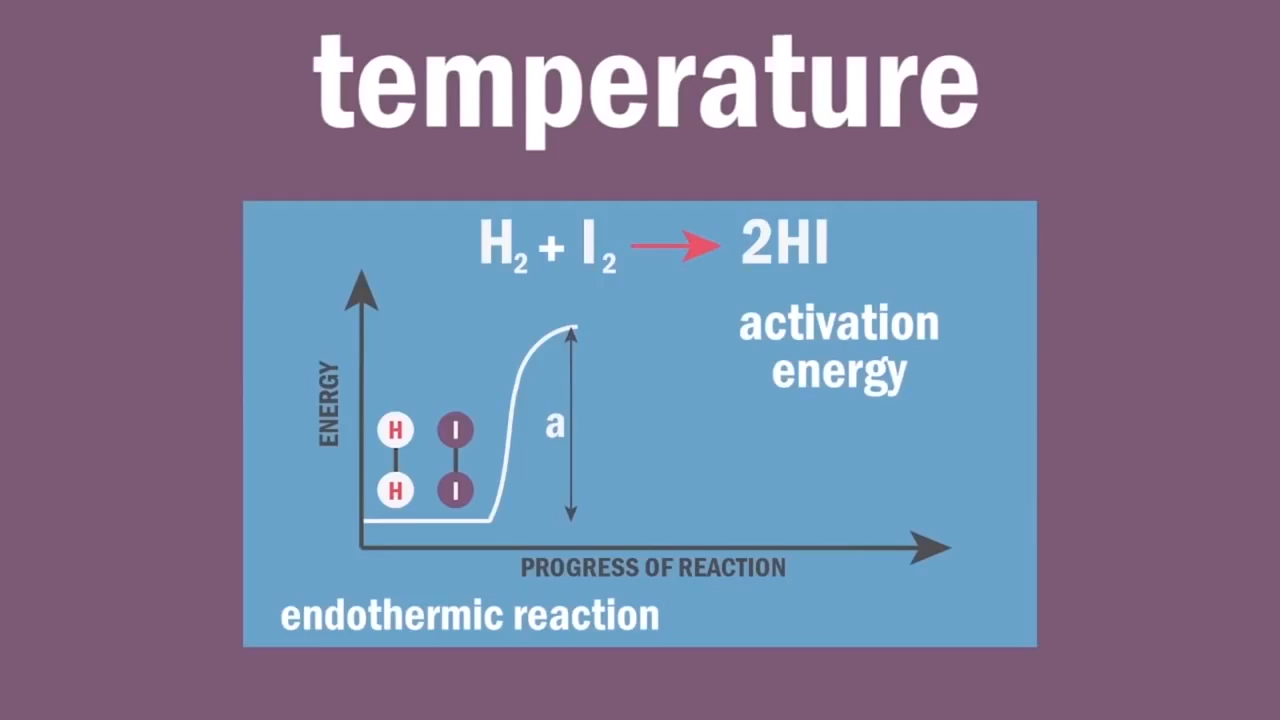 temperature
H₂ + I₂ → 2HI
activation
energy
ENERGY
H I
a
H I
PROGRESS OF REACTION
endothermic reaction